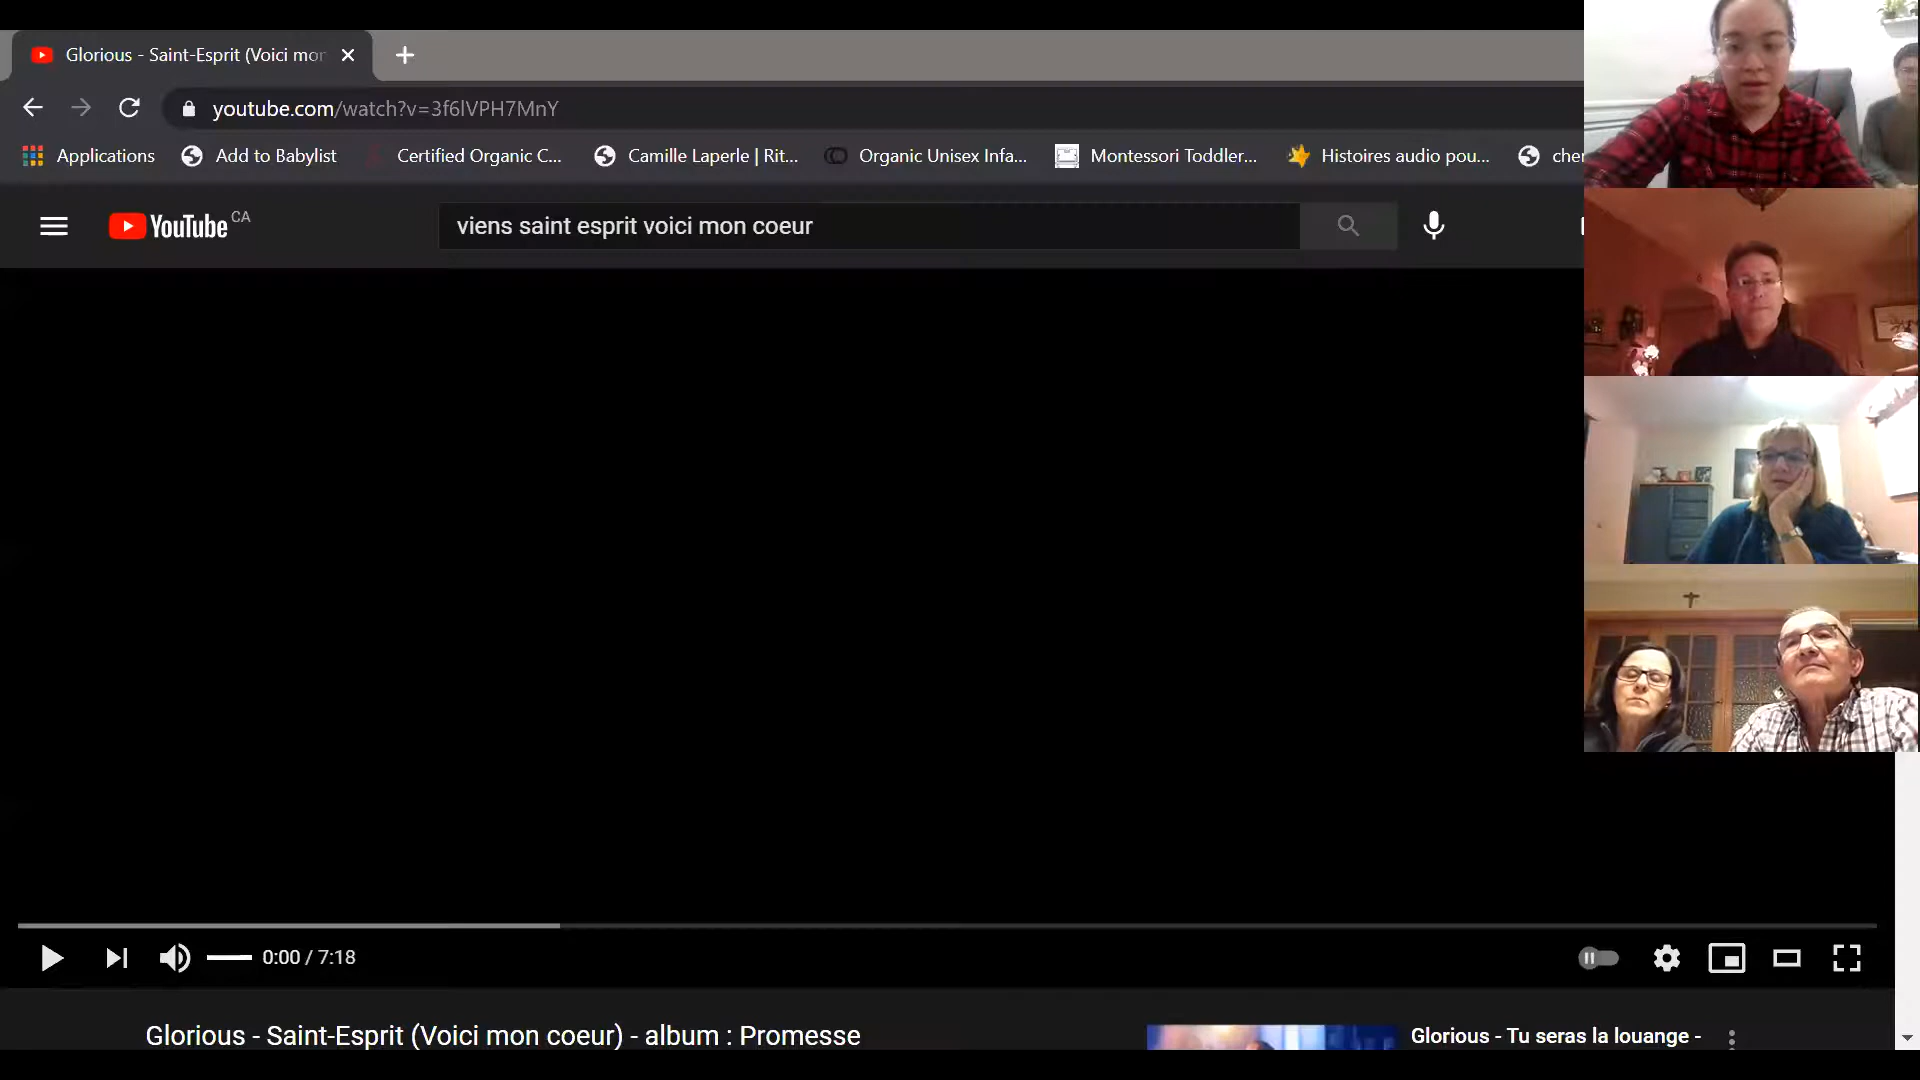 Glorious - Saint-Esprit (Voici mor
youtube.com/watch?v=3f6lVPH7MnY
Applications Add to Babylist Certified Organic C... Camille Laperle | Rit... Organic Unisex Infa... Montessori Toddler... Histoires audio pou... cher
YouTube CA
viens saint esprit voici mon coeur
0:00 / 7:18
Glorious - Saint-Esprit (Voici mon coeur) - album : Promesse
Glorious - Tu seras la louange -